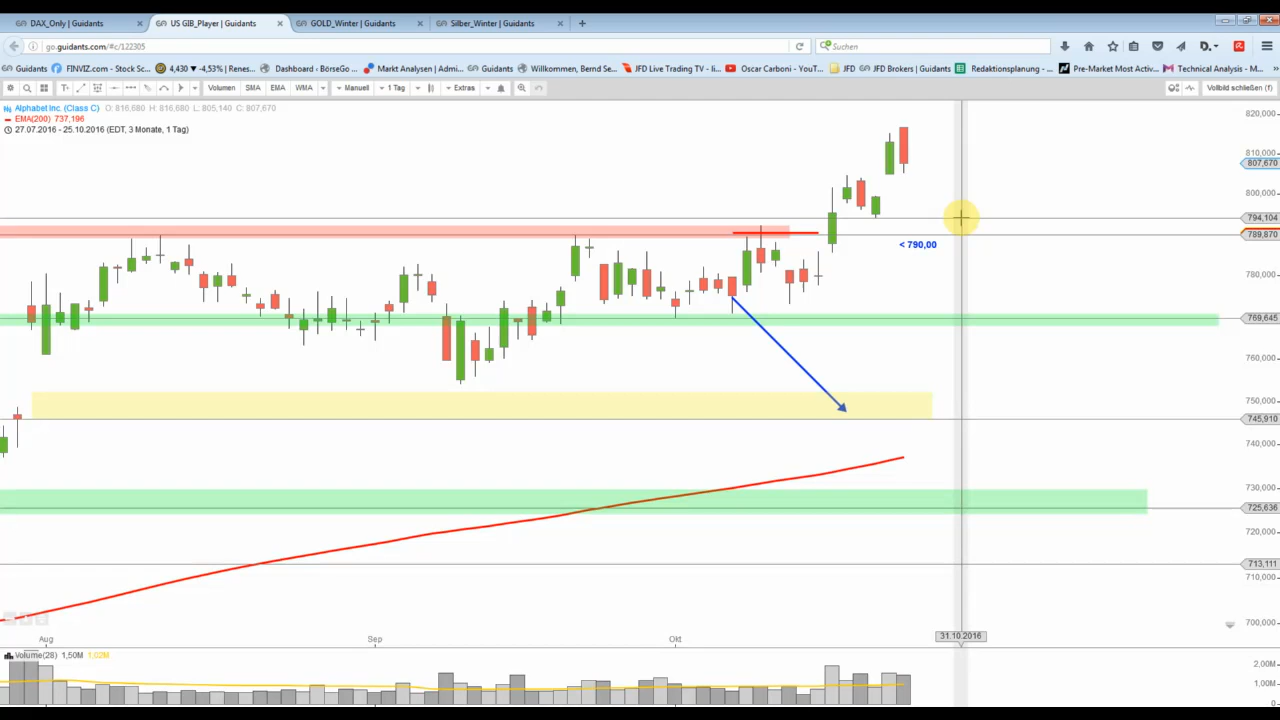 DAX_Only | Guidants
US GIB_Player | Guidants
GOLD_Winter | Guidants
Silber_Winter | Guidants
go.guidants.com/#c/122305
Suchen
Guidants
FINVIZ.com - Stock Sc...
4,430 ▼ -4,53% | Renes...
Dashboard - BörseGo ...
Markt Analysen | Admi...
Guidants
Willkommen, Bernd Se...
JFD Live Trading TV - ...
Oscar Carboni - YouT...
JFD
JFD Brokers | Guidants
Redaktionsplanung - ...
Pre-Market Most Activ...
Technical Analysis - M...
Volumen
SMA
EMA
WMA
Manuell
1 Tag
Extras
Vollbild schließen (f)
Alphabet Inc. (Class C) O: 816,680 H: 816,680 L: 805,140 C: 807,670
EMA(200) 737,196
27.07.2016 - 25.10.2016 (EDT, 3 Monate, 1 Tag)
820,000
810,000
807,670
800,000
794,104
789,870
< 790,00
780,000
769,645
760,000
750,000
745,910
740,000
730,000
725,636
720,000
713,111
710,000
700,000
Aug
Sep
Okt
31.10.2016
Volume(28) 1,50M 1,02M
2,00M
1,00M
0